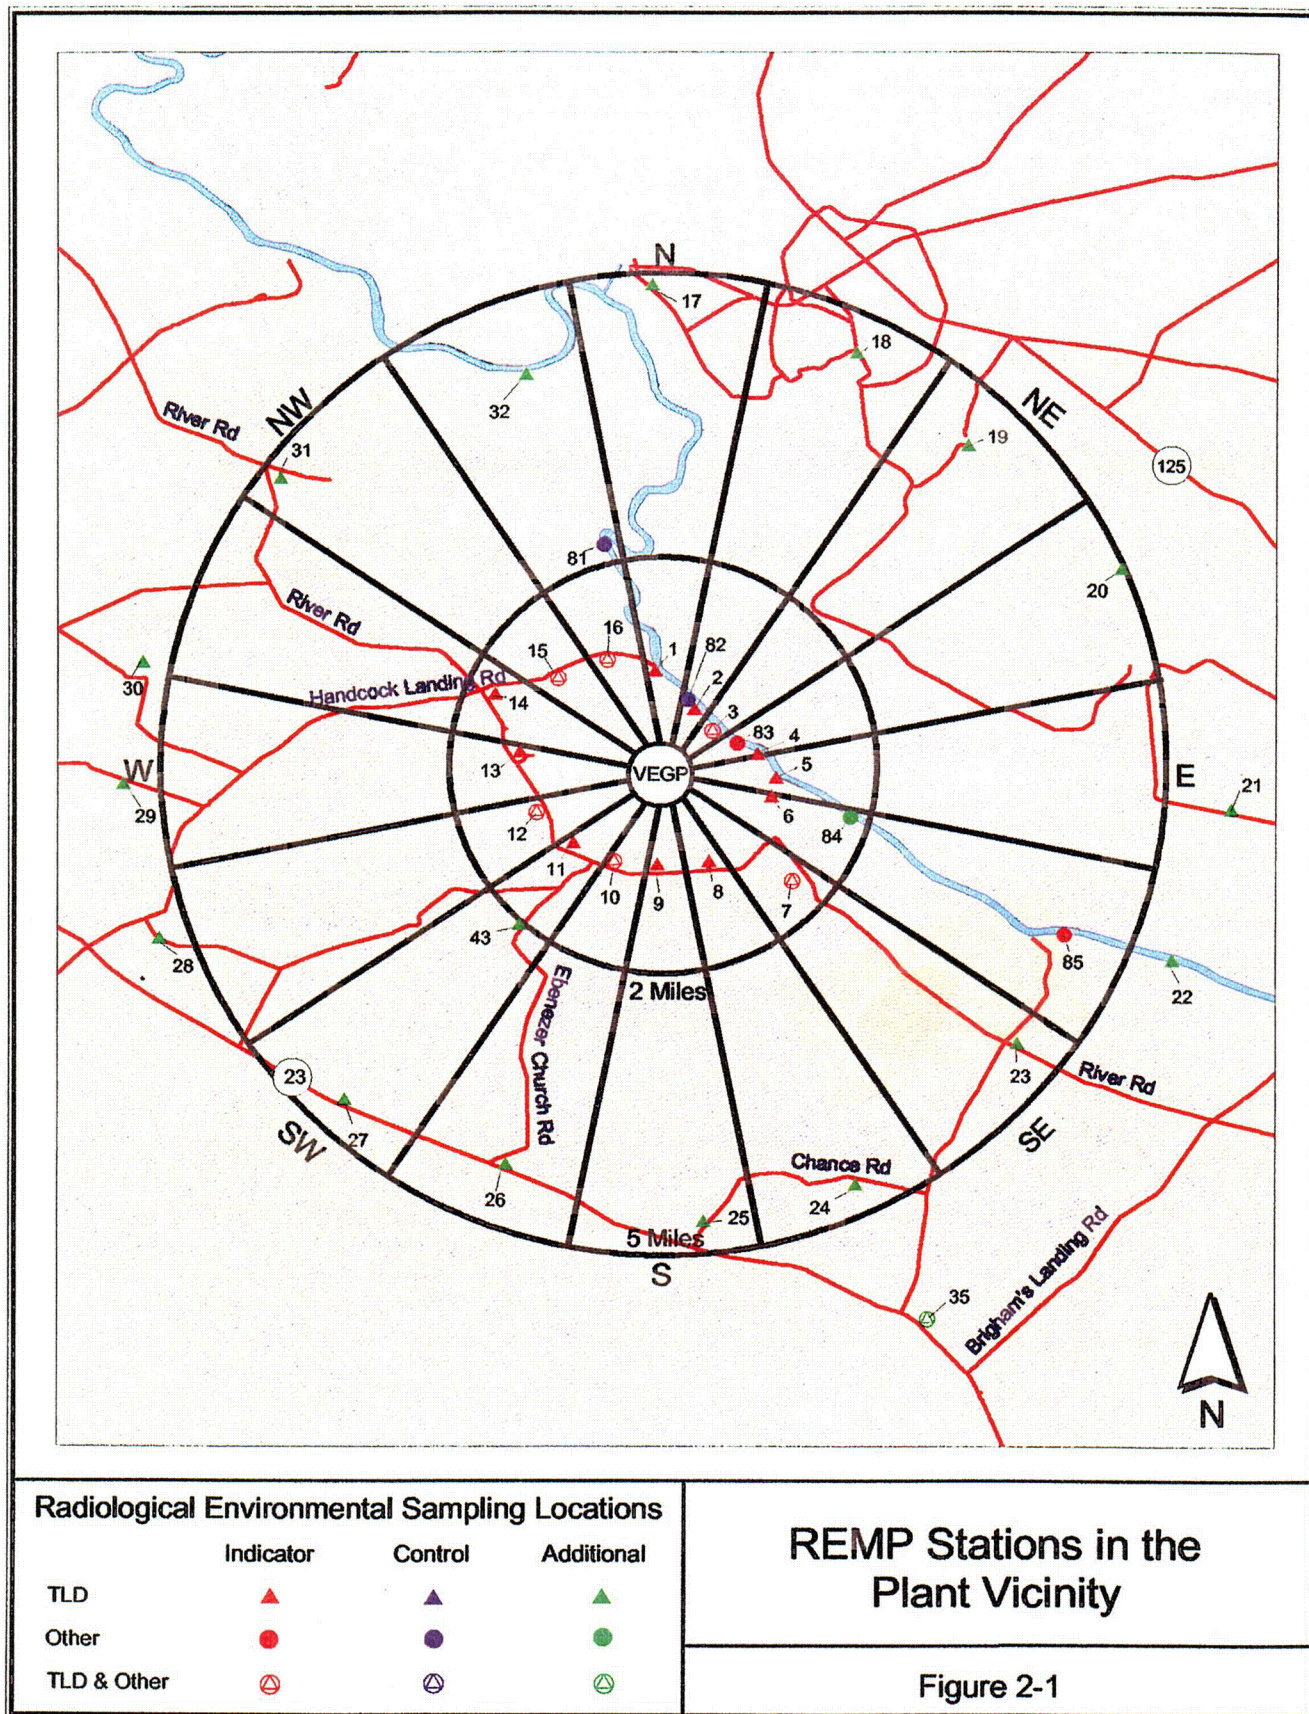 N
17
18
NW
NE
32
19
River Rd
31
125
81
20
River Rd
16
15
1
82
30
Handcock Landing Rd
2
14
3
83
4
13
VEGP
5
W
E
21
29
12
6
84
11
10
9
8
7
43
28
85
2 Miles
22
Ebenezer Church Rd
23
23
River Rd
27
SW
SE
Chance Rd
26
24
25
5 Miles
S
35
Brigham's Landing Rd
N
Radiological Environmental Sampling Locations
Indicator Control Additional
TLD
Other
TLD & Other
REMP Stations in the
Plant Vicinity
Figure 2-1